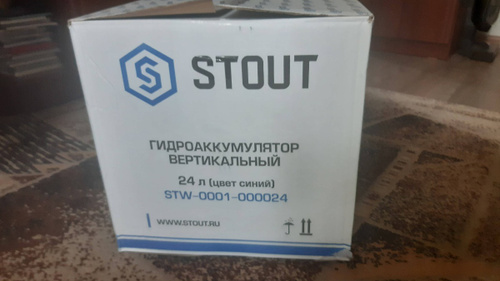 STOUT
ГИДРОАККУМУЛЯТОР
ВЕРТИКАЛЬНЫЙ
24 л (цвет синий)
STW-0001-000024
WWW.STOUT.RU